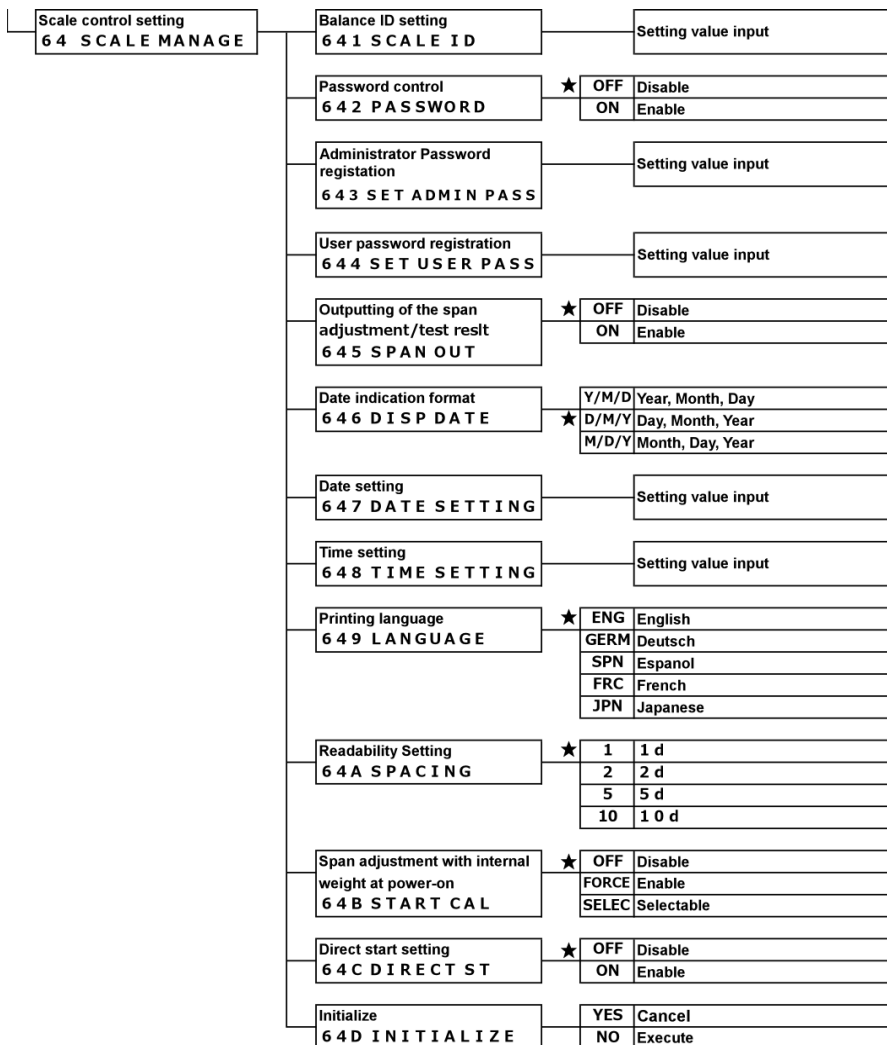 Scale control setting
64 SCALE MANAGE
Balance ID setting
641 SCALE ID
Setting value input
Password control
642 PASSWORD
★ OFF Disable
ON Enable
Administrator Password
registation
643 SET ADMIN PASS
Setting value input
User password registration
644 SET USER PASS
Setting value input
Outputting of the span
adjustment/test reslt
645 SPAN OUT
★ OFF Disable
ON Enable
Date indication format
646 DISP DATE
Y/M/D Year, Month, Day
★ D/M/Y Day, Month, Year
M/D/Y Month, Day, Year
Date setting
647 DATE SETTING
Setting value input
Time setting
648 TIME SETTING
Setting value input
Printing language
649 LANGUAGE
★ ENG English
GERM Deutsch
SPN Espanol
FRC French
JPN Japanese
Readability Setting
64A SPACING
★ 1 1 d
2 2 d
5 5 d
10 10 d
Span adjustment with internal
weight at power-on
64B START CAL
★ OFF Disable
FORCE Enable
SELEC Selectable
Direct start setting
64C DIRECT ST
★ OFF Disable
ON Enable
Initialize
64D INITIALIZE
YES Cancel
NO Execute